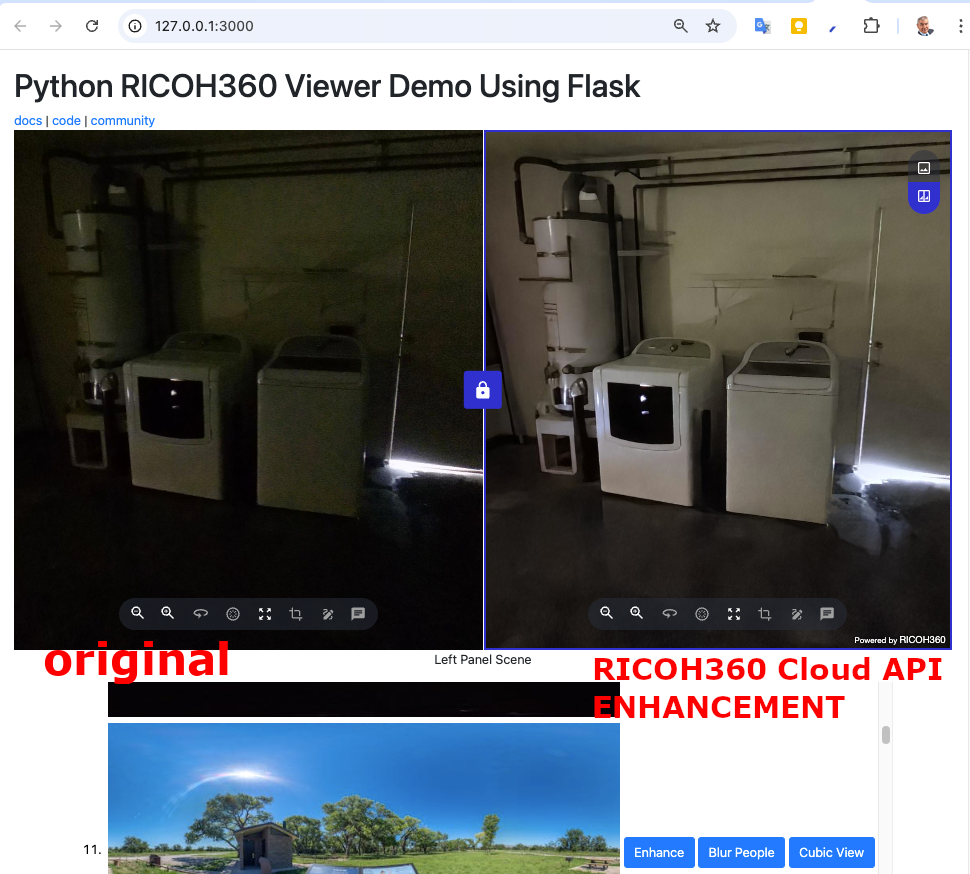 127.0.0.1:3000
Python RICOH360 Viewer Demo Using Flask
docs | code | community
Powered by RICOH360
original
Left Panel Scene
RICOH360 Cloud API
ENHANCEMENT
11.
Enhance
Blur People
Cubic View